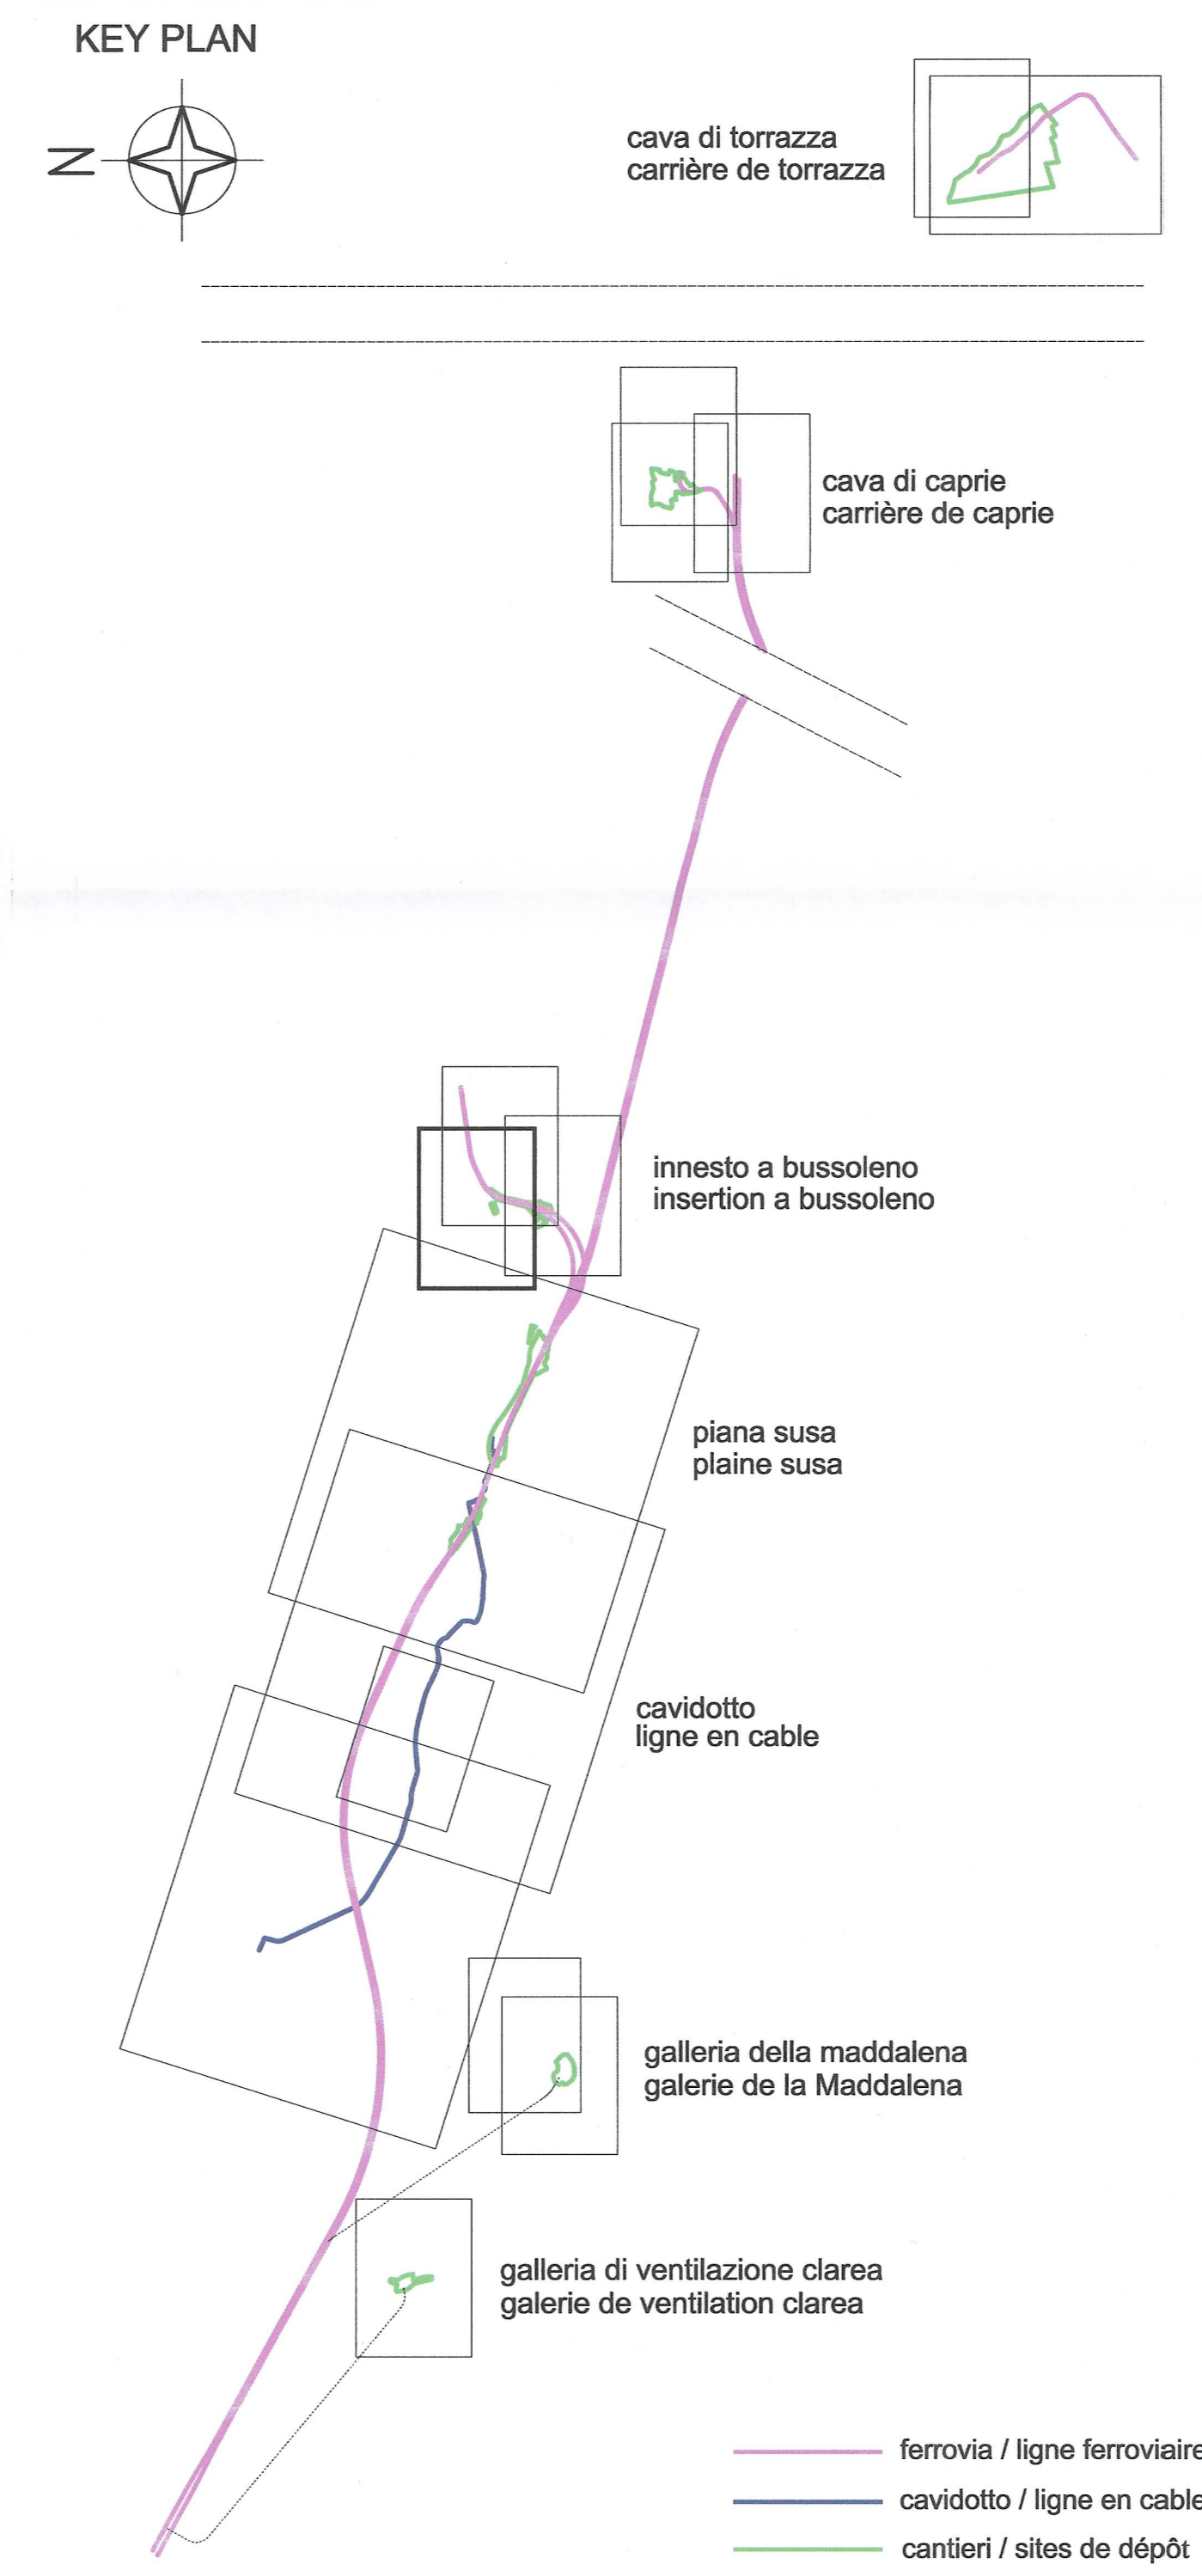 KEY PLAN
N
cava di torrazza
carrière de torrazza
cava di caprie
carrière de caprie
innesto a bussoleno
insertion a bussoleno
piana susa
plaine susa
cavidotto
ligne en cable
galleria della maddalena
galerie de la Maddalena
galleria di ventilazione clarea
galerie de ventilation clarea
ferrovia / ligne ferroviaire
cavidotto / ligne en cable
cantieri / sites de dépôt